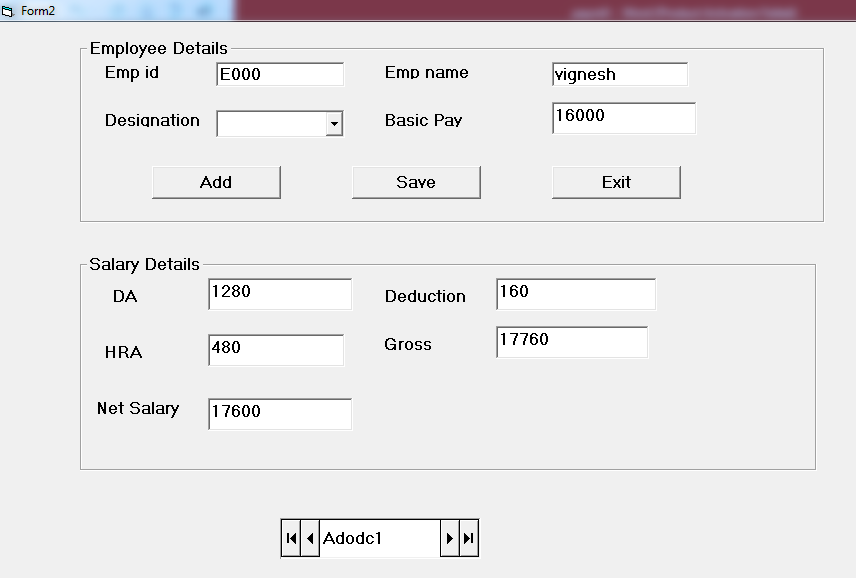 Form2
Employee Details
Emp id E000 Emp name vignesh
Designation Basic Pay 16000
Add Save Exit
Salary Details
DA 1280 Deduction 160
HRA 480 Gross 17760
Net Salary 17600
Adodc1